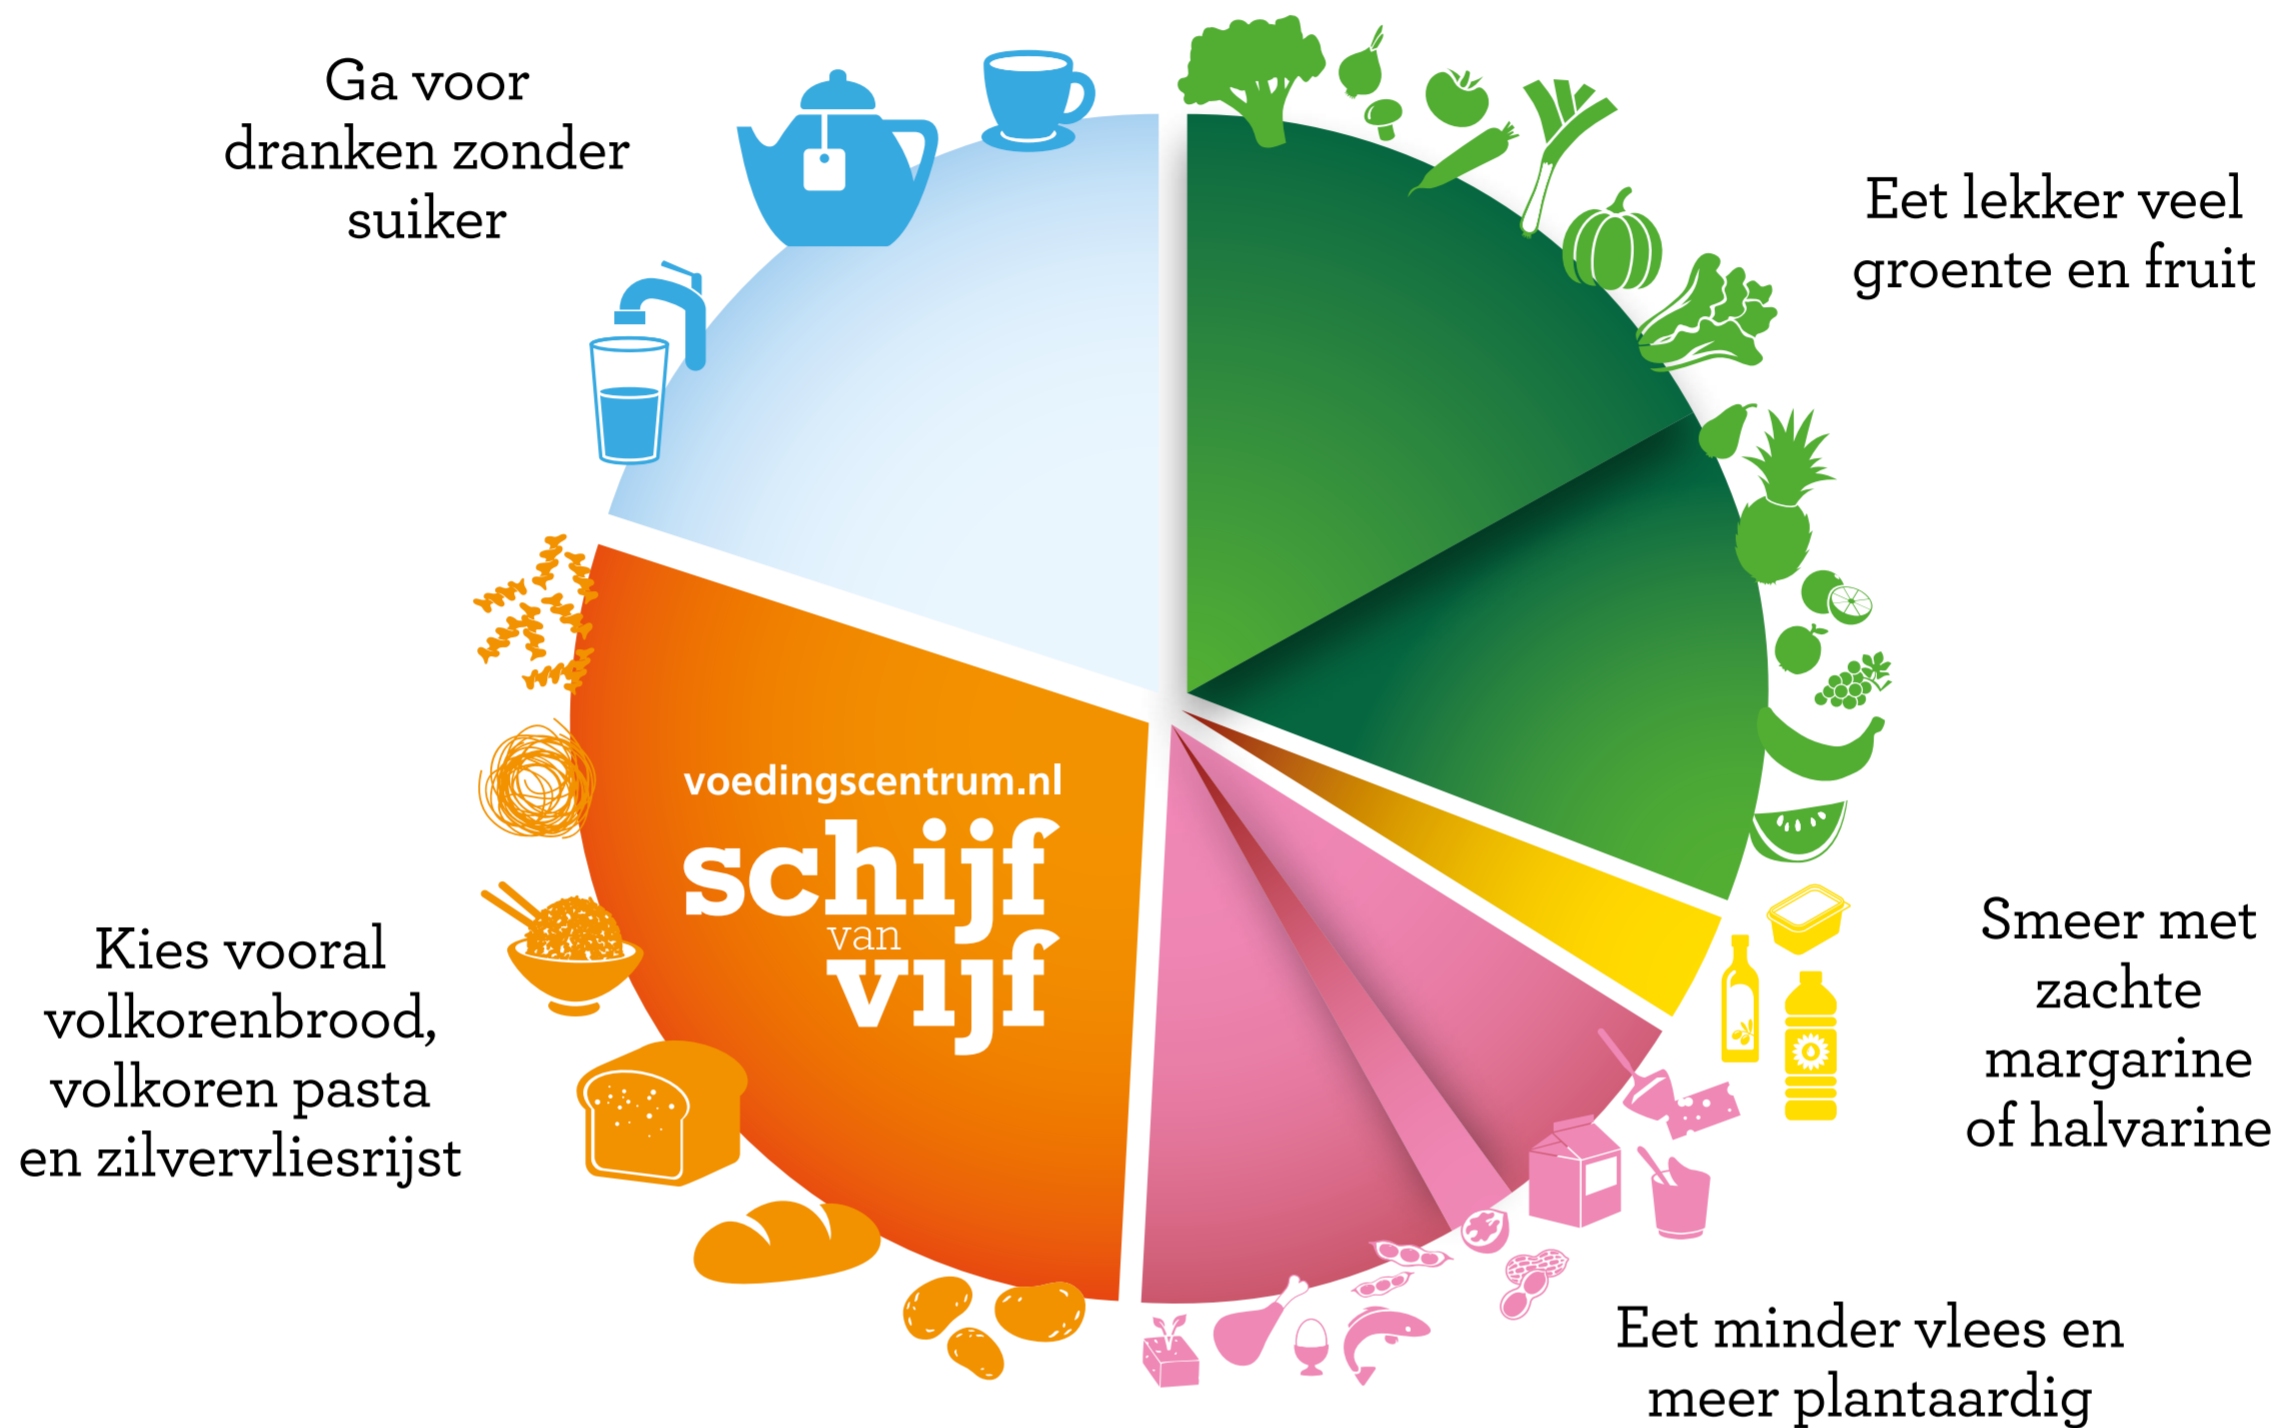 Ga voor
dranken zonder
suiker
Eet lekker veel
groente en fruit
voedingscentrum.nl
schijf
van
vijf
Kies vooral
volkorenbrood,
volkoren pasta
en zilvervliesrijst
Smeer met
zachte
margarine
of halvarine
Eet minder vlees en
meer plantaardig